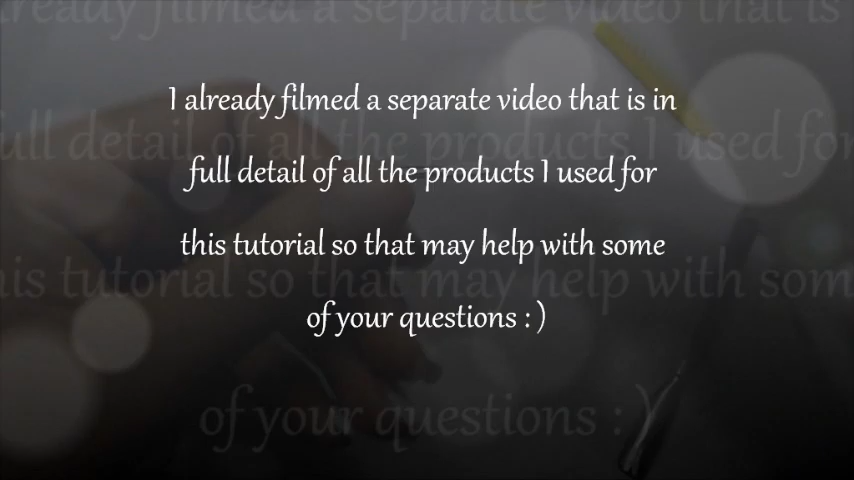 I already filmed a separate video that is in
full detail of all the products I used for
this tutorial so that may help with some
of your questions : )